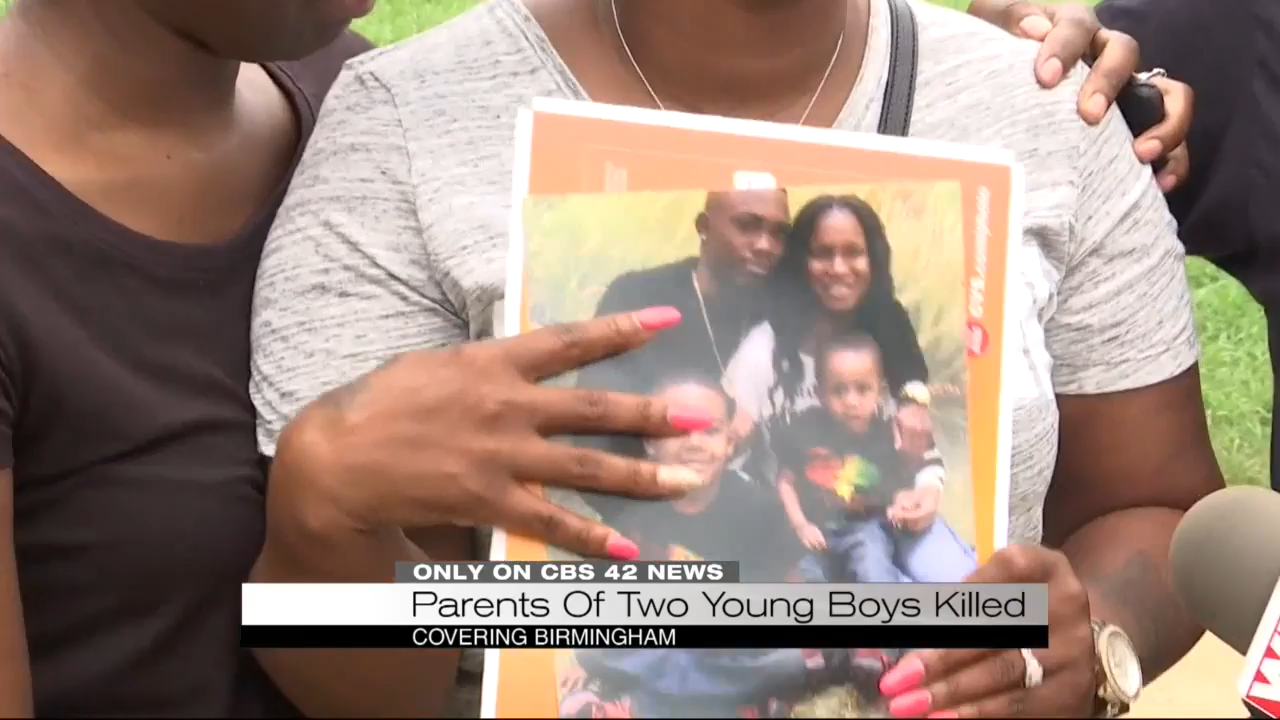 ONLY ON CBS 42 NEWS
Parents Of Two Young Boys Killed
COVERING BIRMINGHAM